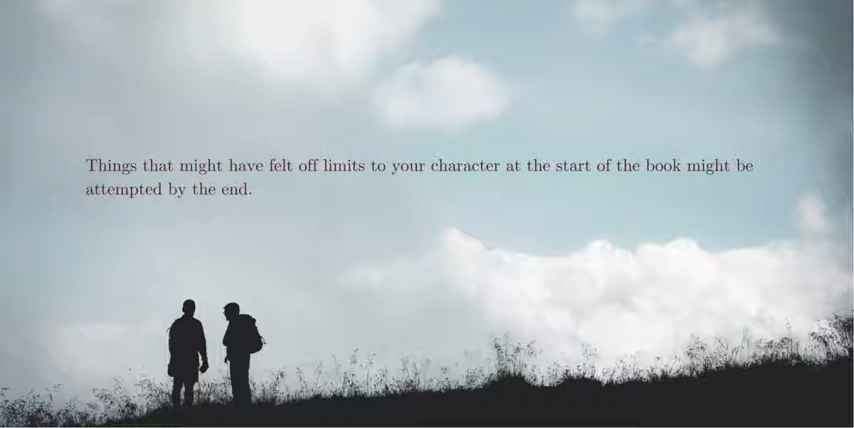 Things that might have felt off limits to your character at the start of the book might be
attempted by the end.